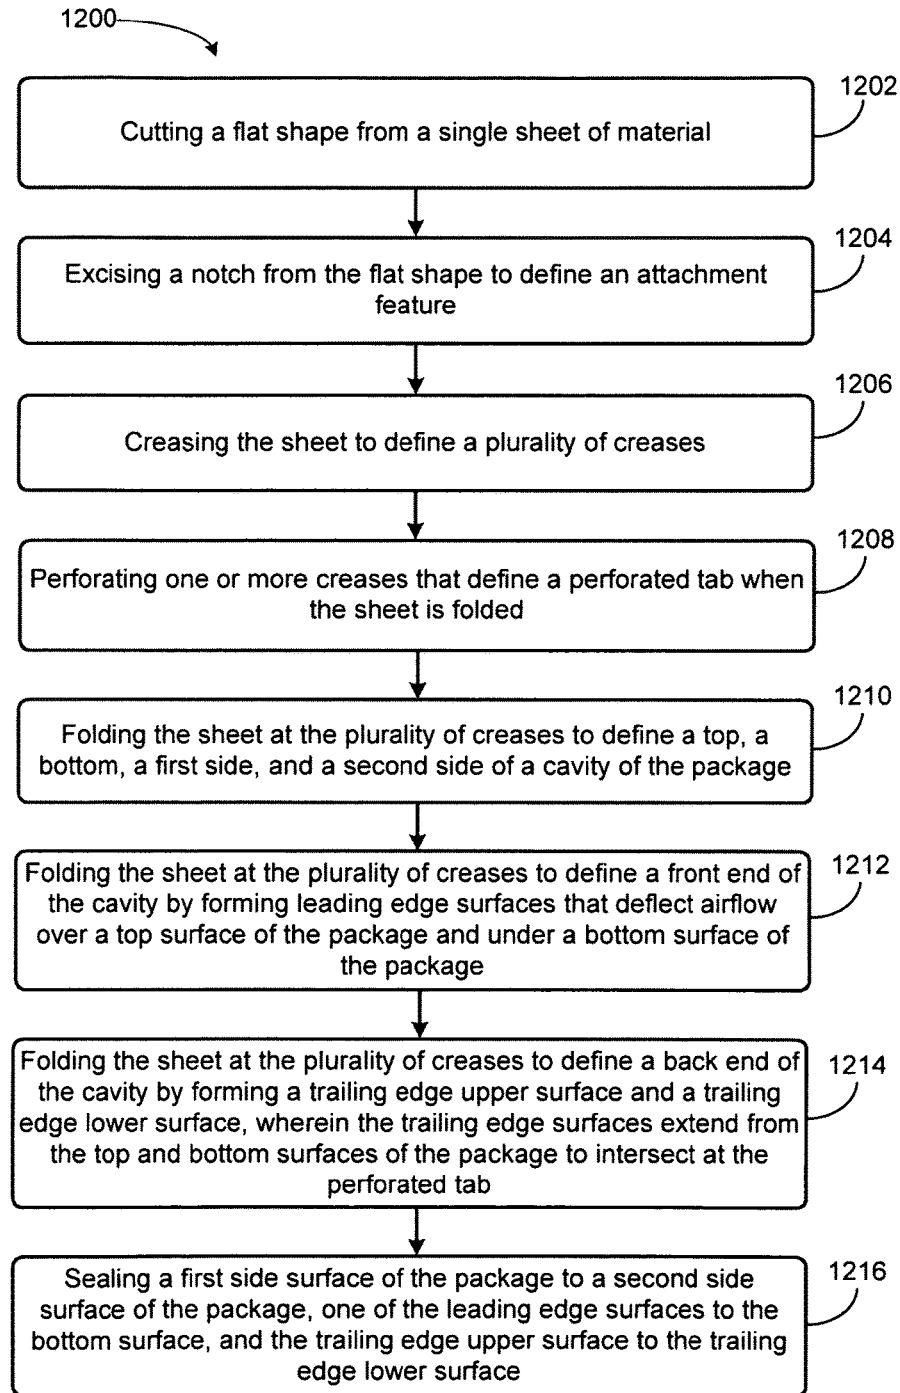 1200
1202
Cutting a flat shape from a single sheet of material
1204
Excising a notch from the flat shape to define an attachment
feature
1206
Creasing the sheet to define a plurality of creases
1208
Perforating one or more creases that define a perforated tab when
the sheet is folded
1210
Folding the sheet at the plurality of creases to define a top, a
bottom, a first side, and a second side of a cavity of the package
1212
Folding the sheet at the plurality of creases to define a front end of
the cavity by forming leading edge surfaces that deflect airflow
over a top surface of the package and under a bottom surface of
the package
1214
Folding the sheet at the plurality of creases to define a back end of
the cavity by forming a trailing edge upper surface and a trailing
edge lower surface, wherein the trailing edge surfaces extend from
the top and bottom surfaces of the package to intersect at the
perforated tab
1216
Sealing a first side surface of the package to a second side
surface of the package, one of the leading edge surfaces to the
bottom surface, and the trailing edge upper surface to the trailing
edge lower surface